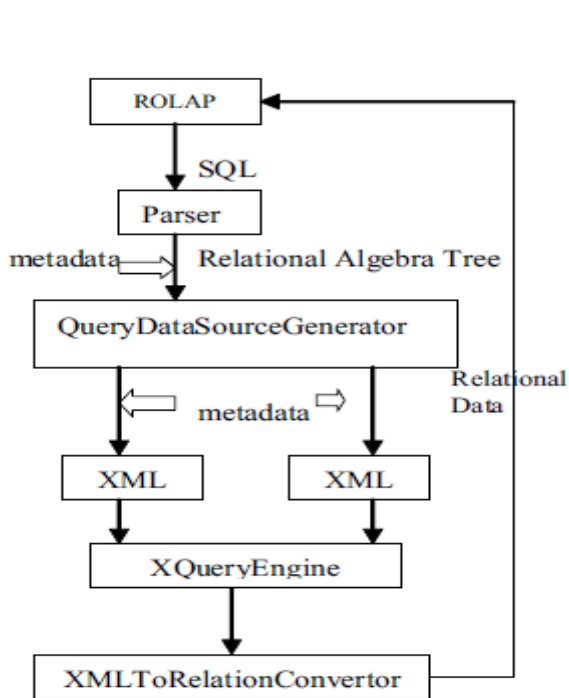 ROLAP
SQL
Parser
metadata
Relational Algebra Tree
QueryDataSourceGenerator
Relational
Data
metadata
XML
XML
XQueryEngine
XMLToRelationConvertor